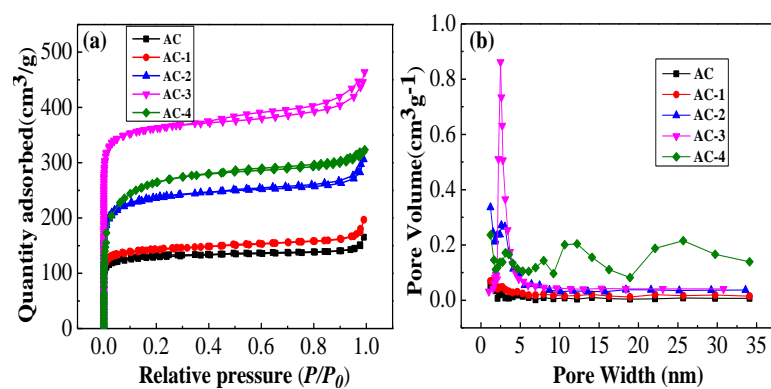 (a)
AC
AC-1
AC-2
AC-3
AC-4
Quantity adsorbed(cm³/g)
500
400
300
200
100
0
0.0 0.2 0.4 0.6 0.8 1.0
Relative pressure (P/P₀)
(b)
AC
AC-1
AC-2
AC-3
AC-4
Pore Volume(cm³g⁻¹)
1.0
0.8
0.6
0.4
0.2
0.0
0 5 10 15 20 25 30 35
Pore Width (nm)